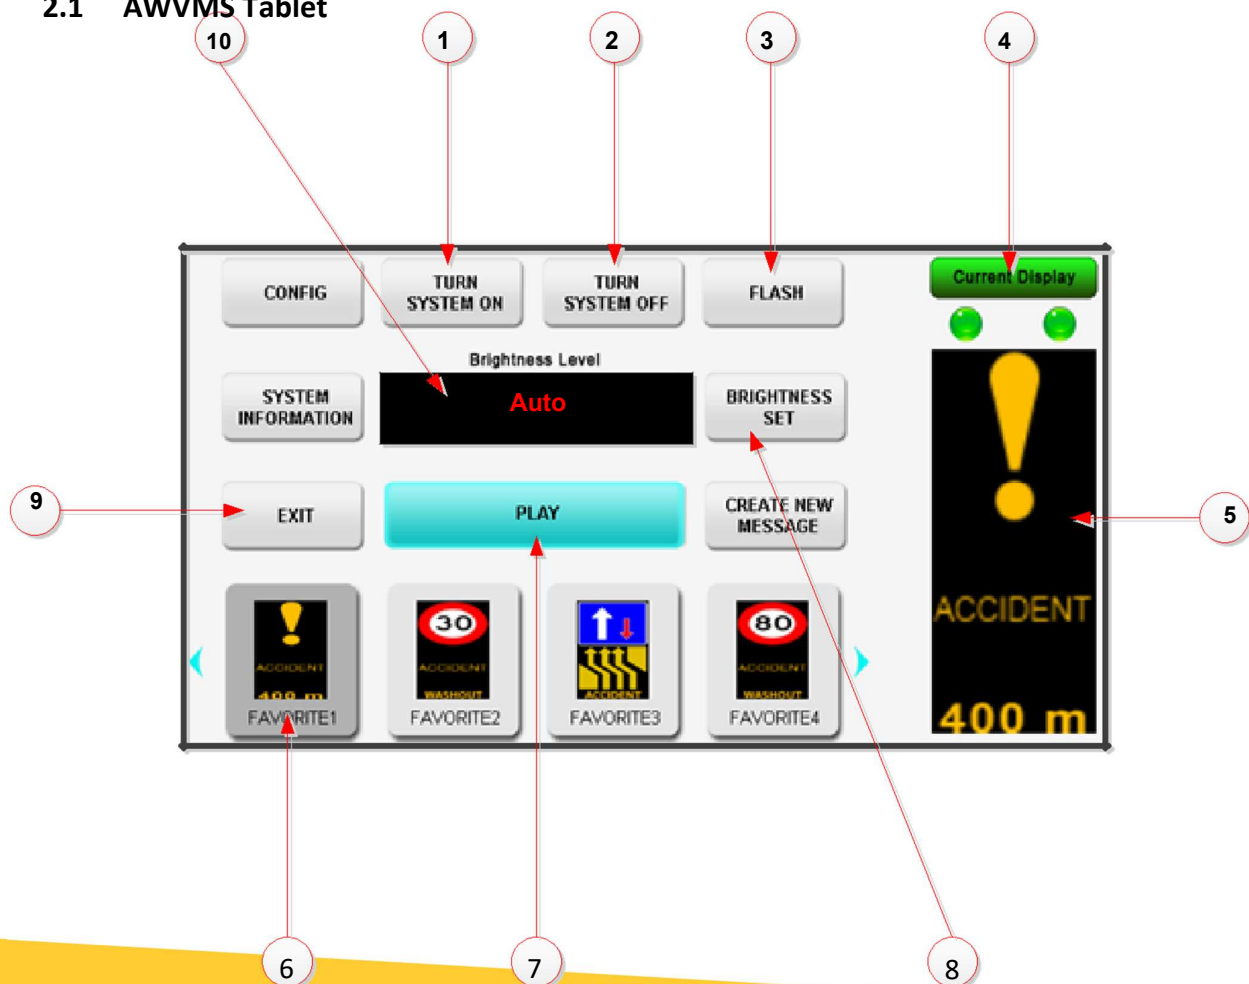 2.1 AWVMS Tablet
10
1
2
3
4
CONFIG
TURN
SYSTEM ON
TURN
SYSTEM OFF
FLASH
Current Display
Brightness Level
SYSTEM
INFORMATION
Auto
BRIGHTNESS
SET
9
EXIT
PLAY
CREATE NEW
MESSAGE
5
ACCIDENT
400 m
ACCIDENT
400 m
FAVORITE1
30
ACCIDENT
WASHOUT
FAVORITE2
ACCIDENT
FAVORITE3
80
ACCIDENT
WASHOUT
FAVORITE4
6
7
8